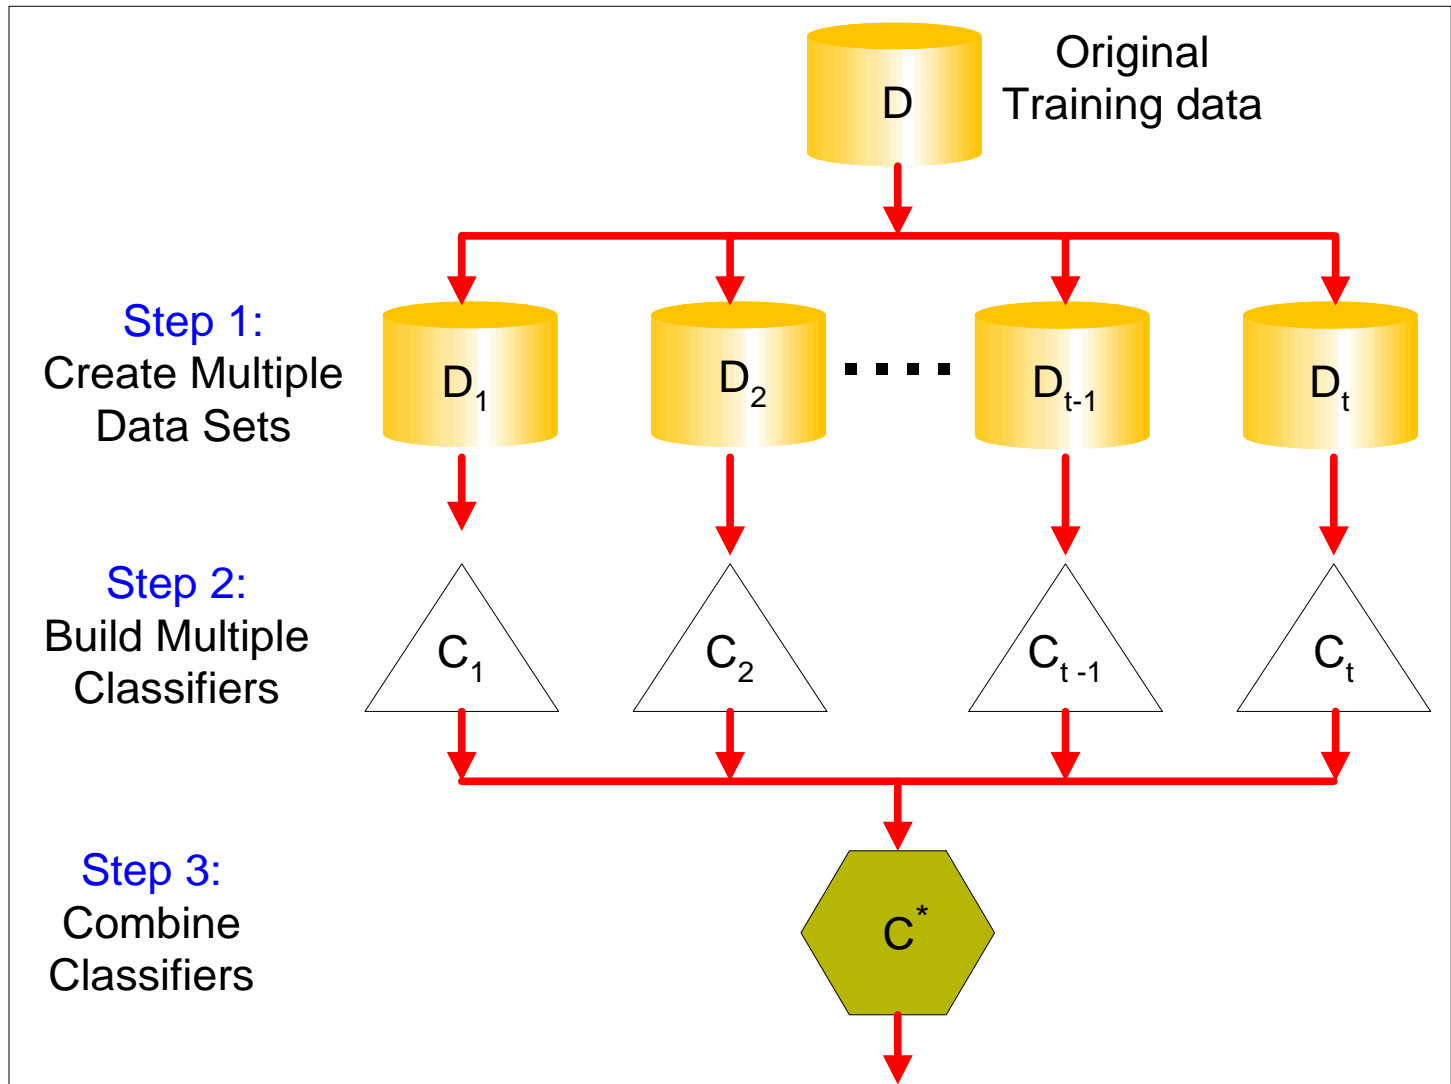 D
Original
Training data
Step 1:
Create Multiple
Data Sets
D1
D2
Dt-1
Dt
Step 2:
Build Multiple
Classifiers
C1
C2
Ct -1
Ct
Step 3:
Combine
Classifiers
C*